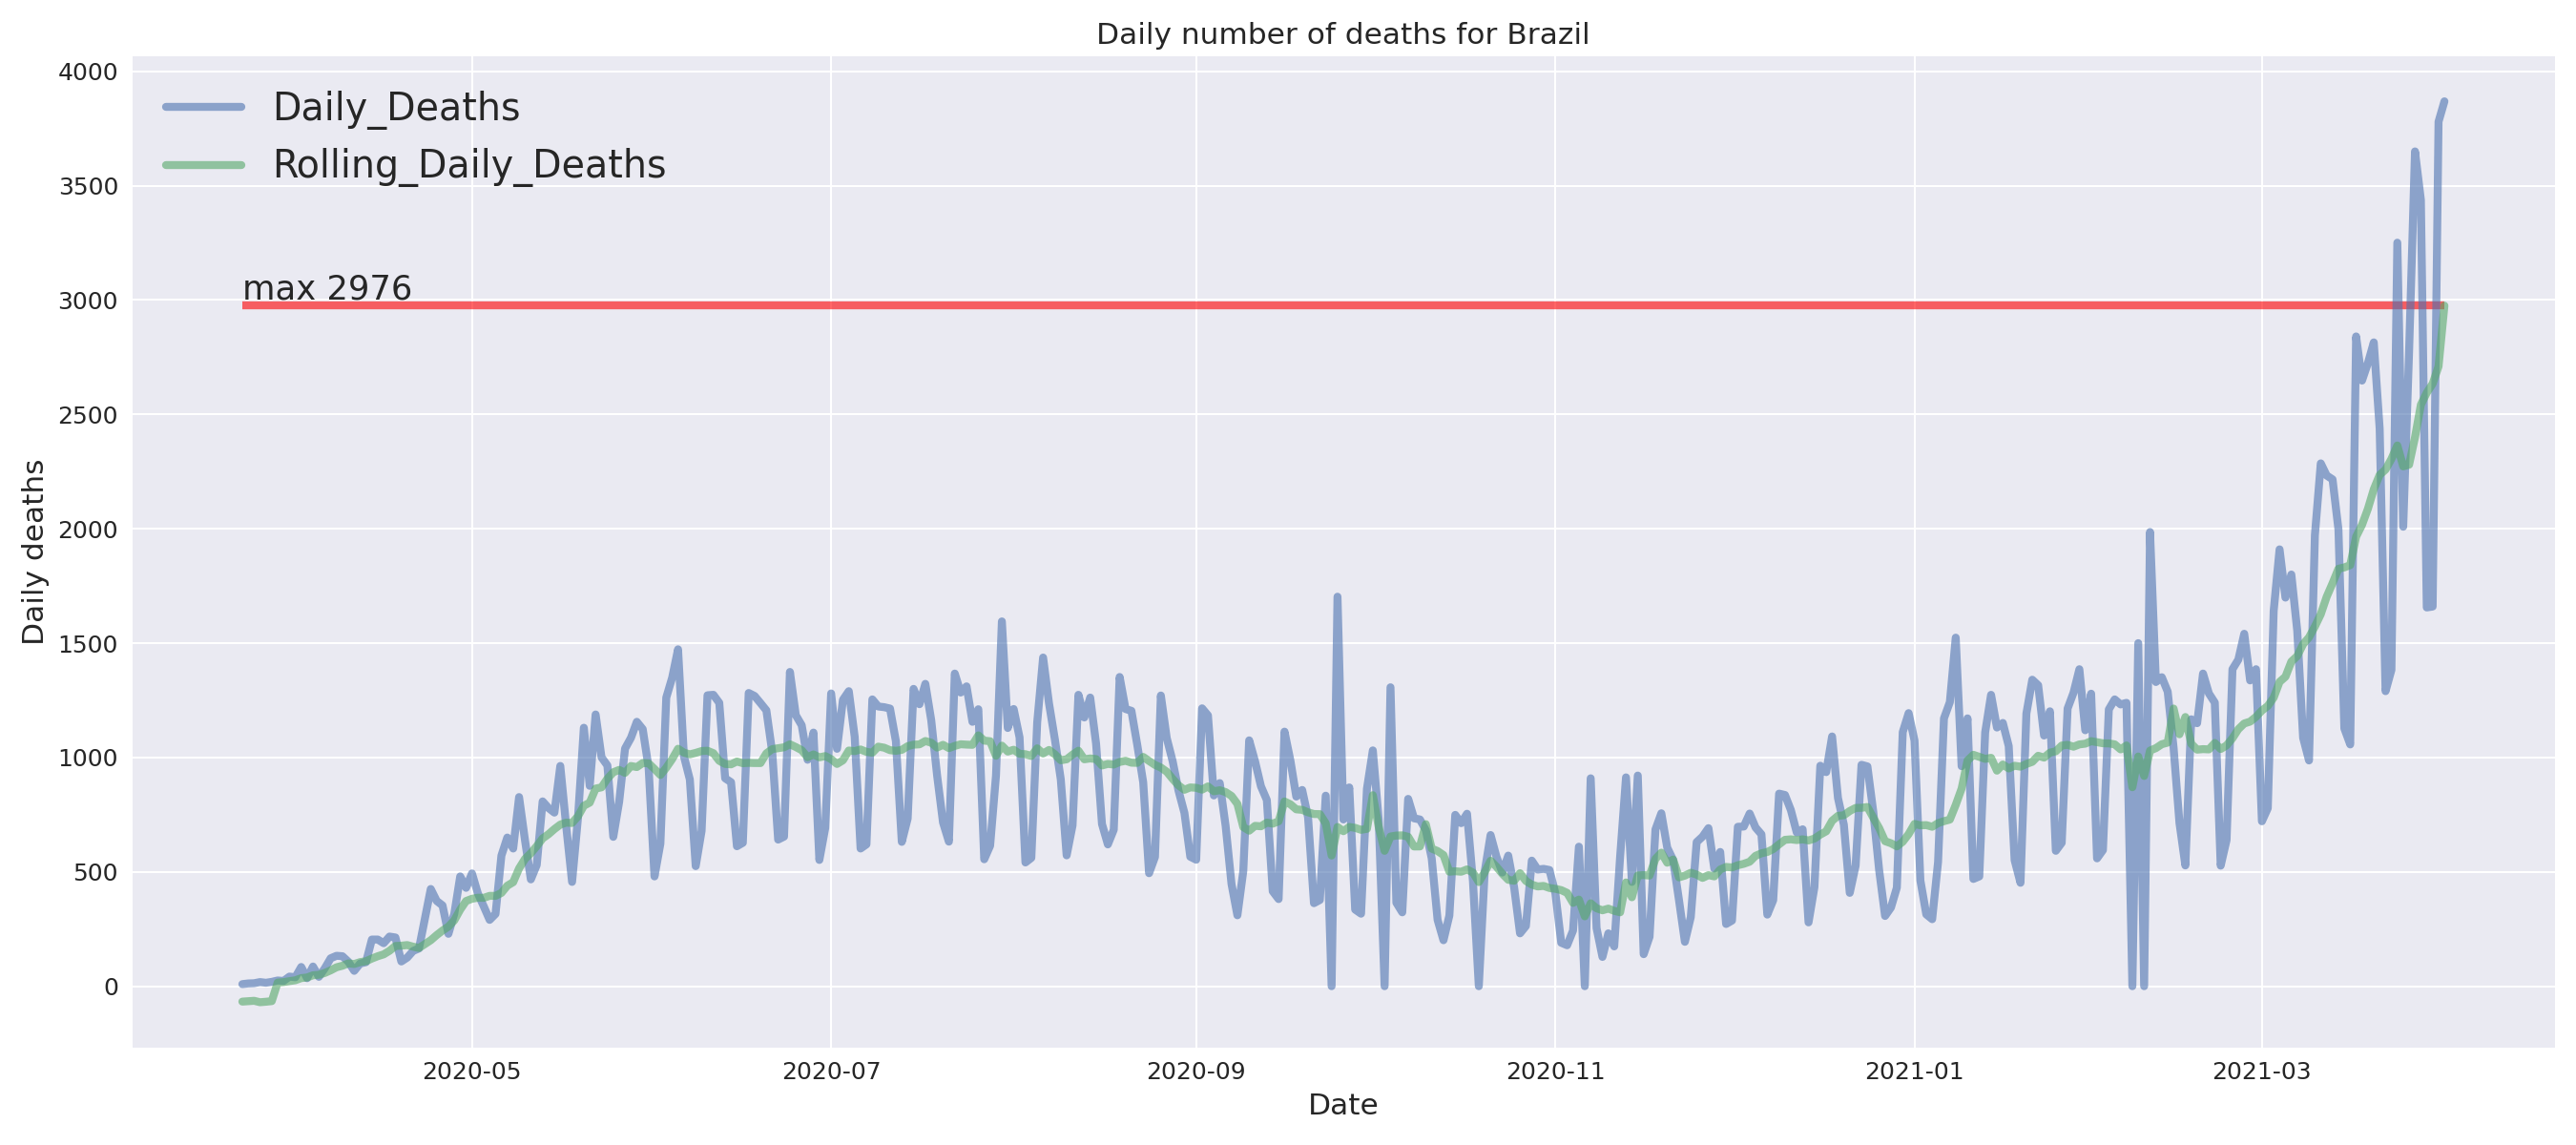 Daily number of deaths for Brazil
4000
3500
3000
2500
2000
1500
1000
500
0
Daily deaths
Daily_Deaths
Rolling_Daily_Deaths
max 2976
2020-05 2020-07 2020-09 2020-11 2021-01 2021-03
Date